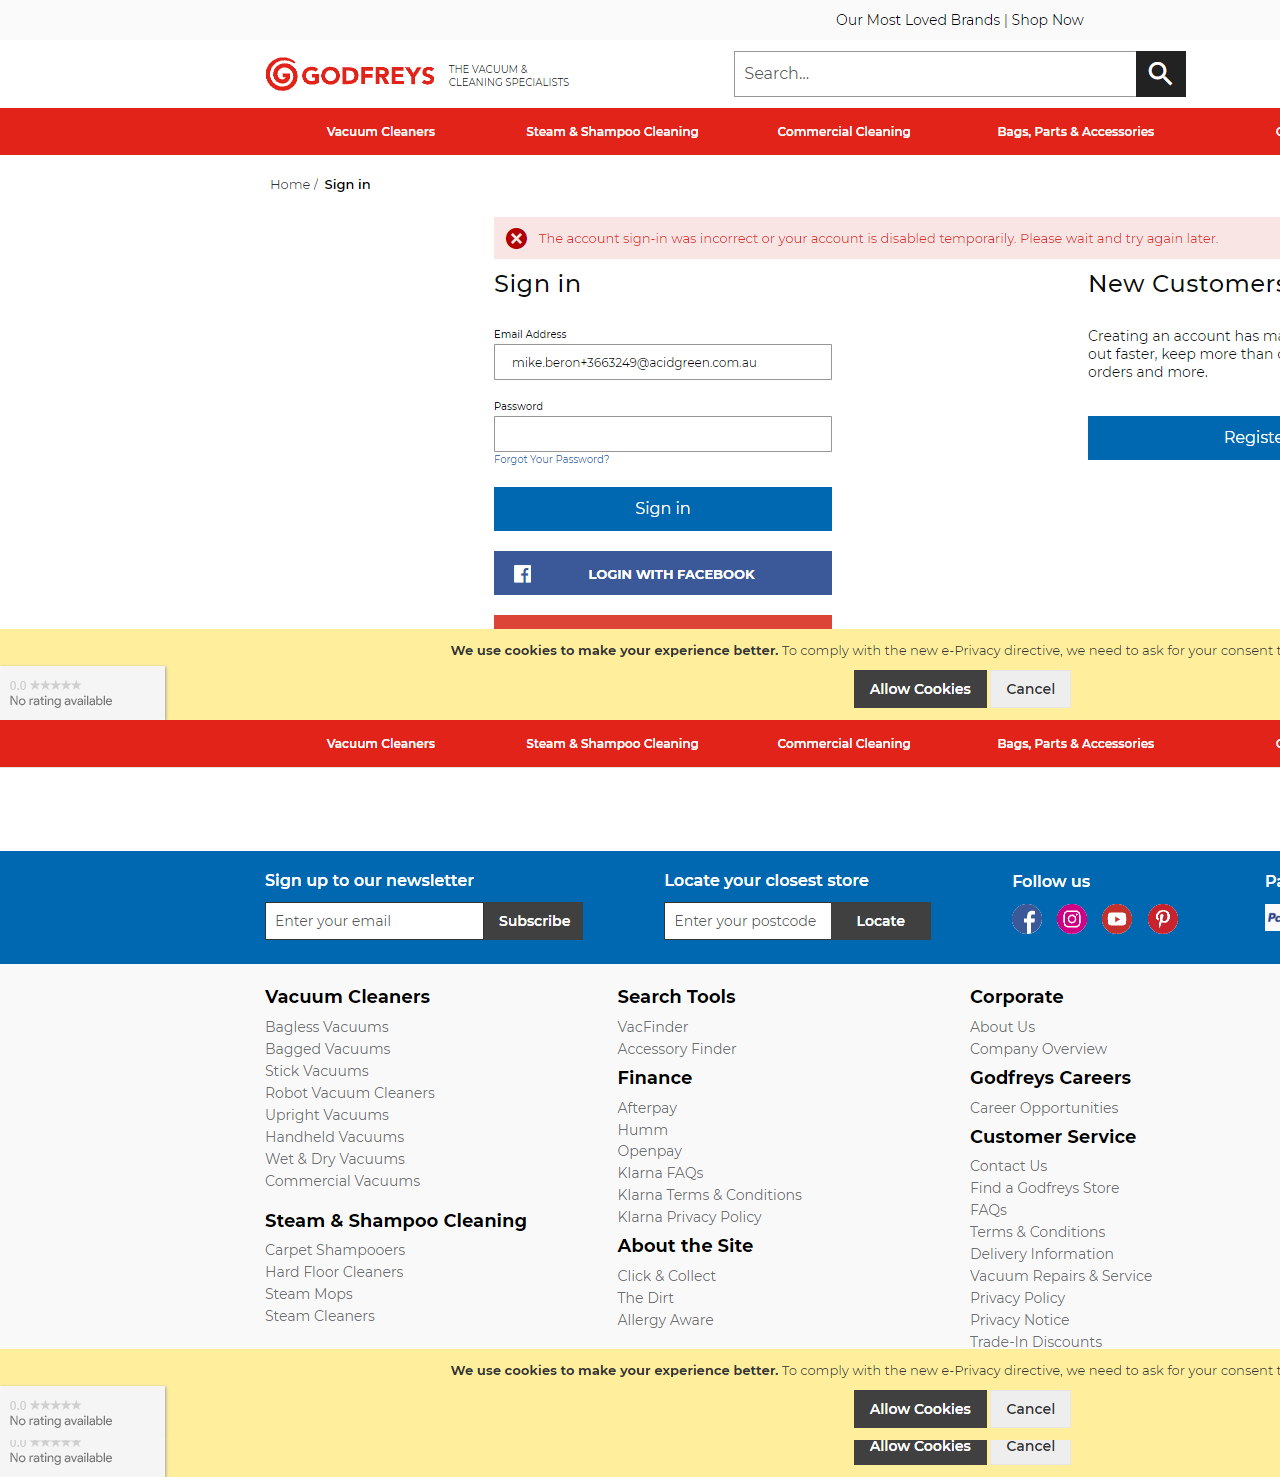 Our Most Loved Brands | Shop Now
GODFREYS
THE VACUUM &
CLEANING SPECIALISTS
Search...
Vacuum Cleaners
Steam & Shampoo Cleaning
Commercial Cleaning
Bags, Parts & Accessories
Home / Sign in
The account sign-in was incorrect or your account is disabled temporarily. Please wait and try again later.
Sign in
Email Address
mike.beron+3663249@acidgreen.com.au
Password
Forgot Your Password?
Sign in
LOGIN WITH FACEBOOK
New Customers
Creating an account has
out faster, keep more than
orders and more.
We use cookies to make your experience better. To comply with the new e-Privacy directive, we need to ask for your consent
Allow Cookies
Cancel
0.0 ★★★★★
No rating available
Vacuum Cleaners
Steam & Shampoo Cleaning
Commercial Cleaning
Bags, Parts & Accessories
Sign up to our newsletter
Enter your email
Subscribe
Locate your closest store
Enter your postcode
Locate
Follow us
Vacuum Cleaners
Bagless Vacuums
Bagged Vacuums
Stick Vacuums
Robot Vacuum Cleaners
Upright Vacuums
Handheld Vacuums
Wet & Dry Vacuums
Commercial Vacuums
Steam & Shampoo Cleaning
Carpet Shampooers
Hard Floor Cleaners
Steam Mops
Steam Cleaners
Search Tools
VacFinder
Accessory Finder
Finance
Afterpay
Humm
Openpay
Klarna FAQs
Klarna Terms & Conditions
Klarna Privacy Policy
About the Site
Click & Collect
The Dirt
Allergy Aware
Corporate
About Us
Company Overview
Godfreys Careers
Career Opportunities
Customer Service
Contact Us
Find a Godfreys Store
FAQs
Terms & Conditions
Delivery Information
Vacuum Repairs & Service
Privacy Policy
Privacy Notice
Trade-In Discounts
We use cookies to make your experience better. To comply with the new e-Privacy directive, we need to ask for your consent
Allow Cookies
Cancel
0.0 ★★★★★
No rating available
Allow Cookies
Cancel
0.0 ★★★★★
No rating available